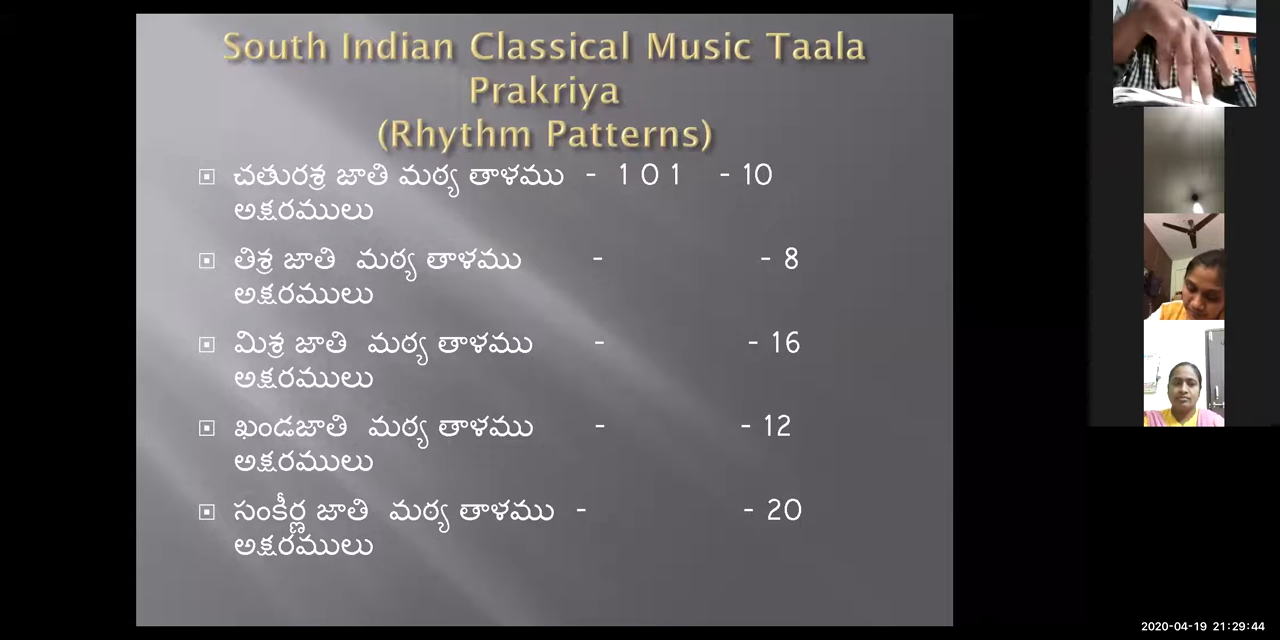 South Indian Classical Music Taala
Prakriya
(Rhythm Patterns)
చతురశ్ర జాతి మఠ్య తాళము - 1 0 1 - 10
అక్షరములు
తిశ్ర జాతి మఠ్య తాళము - - 8
అక్షరములు
మిశ్ర జాతి మఠ్య తాళము - - 16
అక్షరములు
ఖండజాతి మఠ్య తాళము - - 12
అక్షరములు
సంకీర్ణ జాతి మఠ్య తాళము - - 20
అక్షరములు
2020-04-19 21:29:44